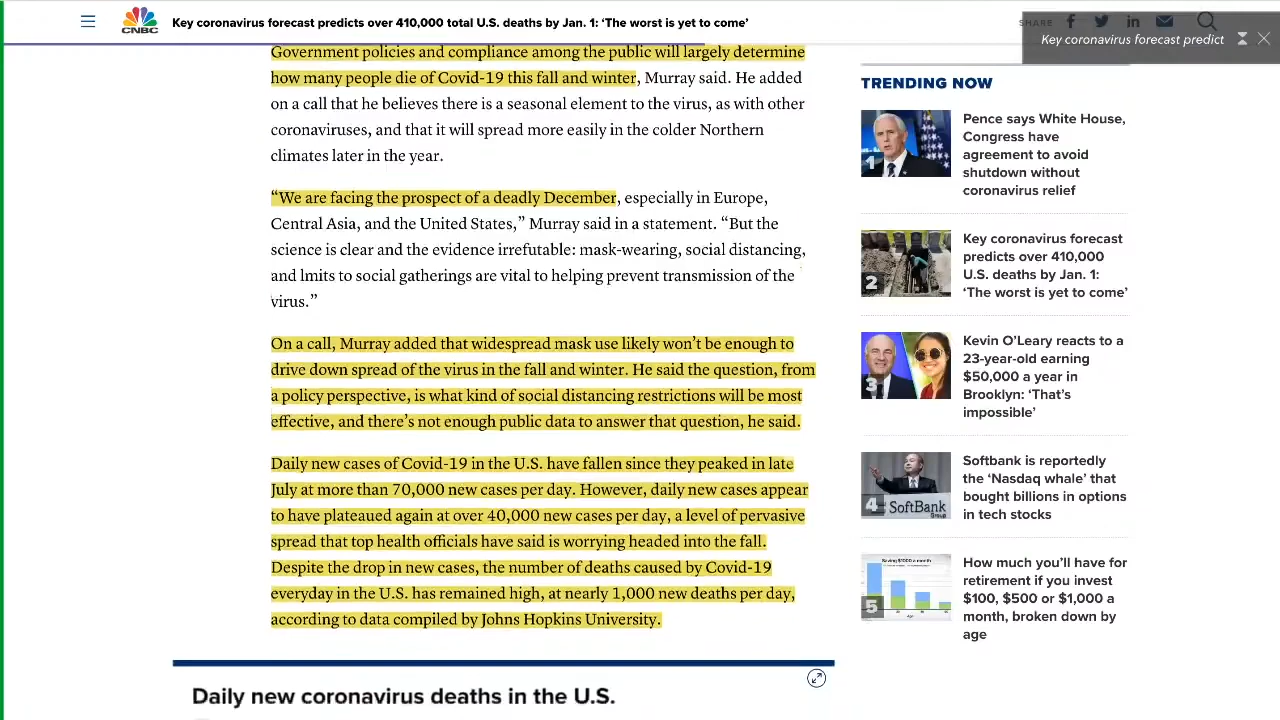 CNBC
Key coronavirus forecast predicts over 410,000 total U.S. deaths by Jan. 1: ‘The worst is yet to come’
SHARE
Key coronavirus forecast predict
Government policies and compliance among the public will largely determine
how many people die of Covid-19 this fall and winter, Murray said. He added
on a call that he believes there is a seasonal element to the virus, as with other
coronaviruses, and that it will spread more easily in the colder Northern
climates later in the year.
“We are facing the prospect of a deadly December, especially in Europe,
Central Asia, and the United States,” Murray said in a statement. “But the
science is clear and the evidence irrefutable: mask-wearing, social distancing,
and lmits to social gatherings are vital to helping prevent transmission of the
virus.”
On a call, Murray added that widespread mask use likely won’t be enough to
drive down spread of the virus in the fall and winter. He said the question, from
a policy perspective, is what kind of social distancing restrictions will be most
effective, and there’s not enough public data to answer that question, he said.
Daily new cases of Covid-19 in the U.S. have fallen since they peaked in late
July at more than 70,000 new cases per day. However, daily new cases appear
to have plateaued again at over 40,000 new cases per day, a level of pervasive
spread that top health officials have said is worrying headed into the fall.
Despite the drop in new cases, the number of deaths caused by Covid-19
everyday in the U.S. has remained high, at nearly 1,000 new deaths per day,
according to data compiled by Johns Hopkins University.
Daily new coronavirus deaths in the U.S.
TRENDING NOW
1
Pence says White House,
Congress have
agreement to avoid
shutdown without
coronavirus relief
2
Key coronavirus forecast
predicts over 410,000
U.S. deaths by Jan. 1:
‘The worst is yet to come’
3
Kevin O’Leary reacts to a
23-year-old earning
$50,000 a year in
Brooklyn: ‘That’s
impossible’
4
SoftBank
Group
Softbank is reportedly
the ‘Nasdaq whale’ that
bought billions in options
in tech stocks
5
Saving $1000 a month
Age
How much you’ll have for
retirement if you invest
$100, $500 or $1,000 a
month, broken down by
age